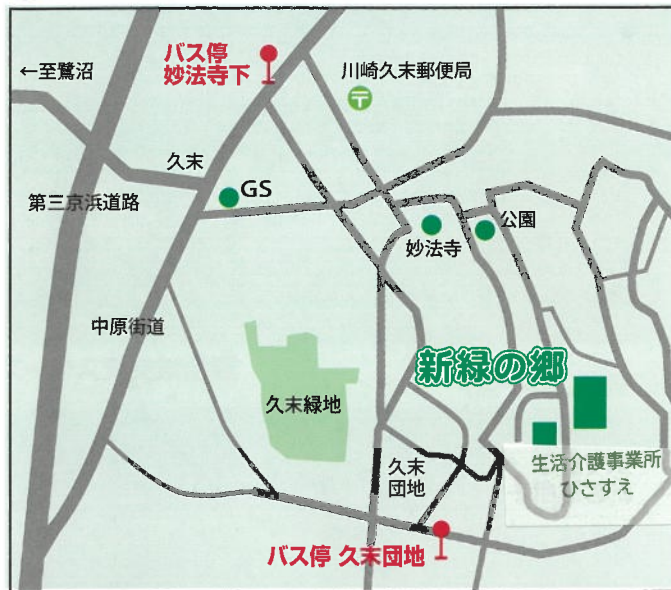 バス停
妙法寺下
←至鷺沼
川崎久末郵便局
〒
久末
GS
第三京浜道路
公園
妙法寺
中原街道
新緑の郷
久末緑地
久末
団地
生活介護事業所
ひさすえ
バス停 久末団地